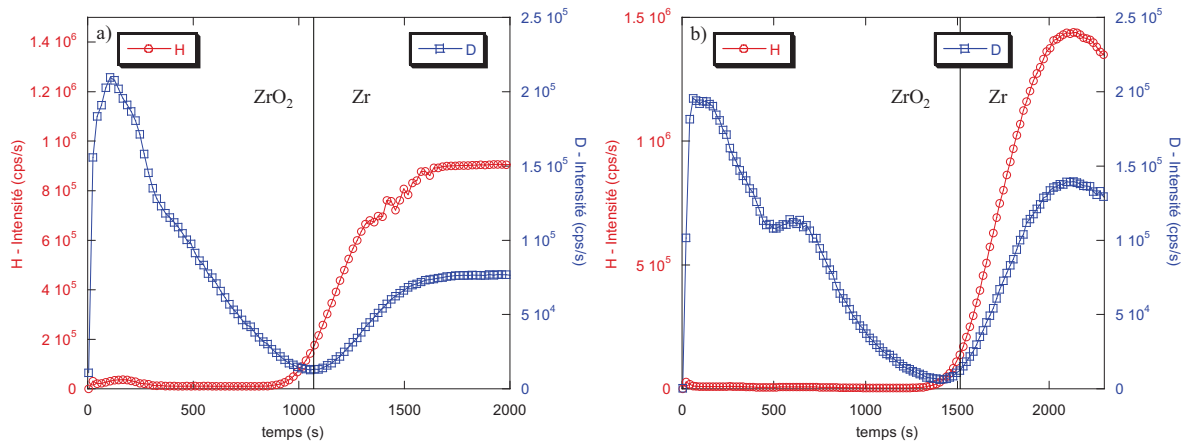 a)
H
D
ZrO2
Zr
H - Intensité (cps/s)
1.4 10^6
1.2 10^6
1 10^6
8 10^5
6 10^5
4 10^5
2 10^5
0
D - Intensité (cps/s)
2.5 10^5
2 10^5
1.5 10^5
1 10^5
5 10^4
0
0 500 1000 1500 2000
temps (s)
b)
H
D
ZrO2
Zr
H - Intensité (cps/s)
1.5 10^6
1 10^6
5 10^5
0
D - Intensité (cps/s)
2.5 10^5
2 10^5
1.5 10^5
1 10^5
5 10^4
0
0 500 1000 1500 2000
temps (s)